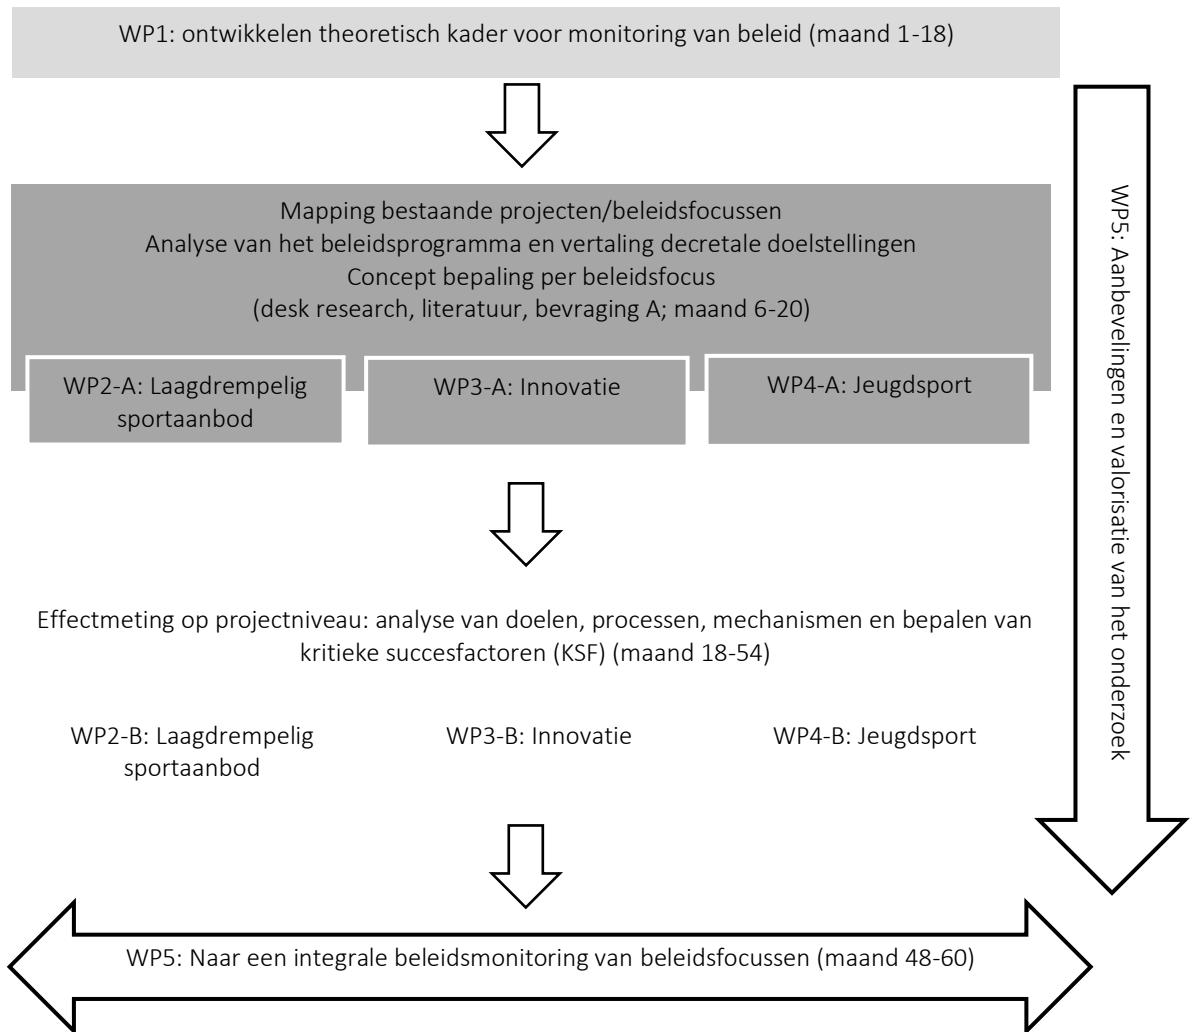 WP1: ontwikkelen theoretisch kader voor monitoring van beleid (maand 1-18)
Mapping bestaande projecten/beleidsfocussen
Analyse van het beleidsprogramma en vertaling decretale doelstellingen
Concept bepaling per beleidsfocus
(desk research, literatuur, bevraging A; maand 6-20)
WP2-A: Laagdrempelig
sportaanbod
WP3-A: Innovatie
WP4-A: Jeugdsport
Effectmeting op projectniveau: analyse van doelen, processen, mechanismen en bepalen van
kritieke succesfactoren (KSF) (maand 18-54)
WP2-B: Laagdrempelig
sportaanbod
WP3-B: Innovatie
WP4-B: Jeugdsport
WP5: Naar een integrale beleidsmonitoring van beleidsfocussen (maand 48-60)
WP5: Aanbevelingen en valorisatie van het onderzoek